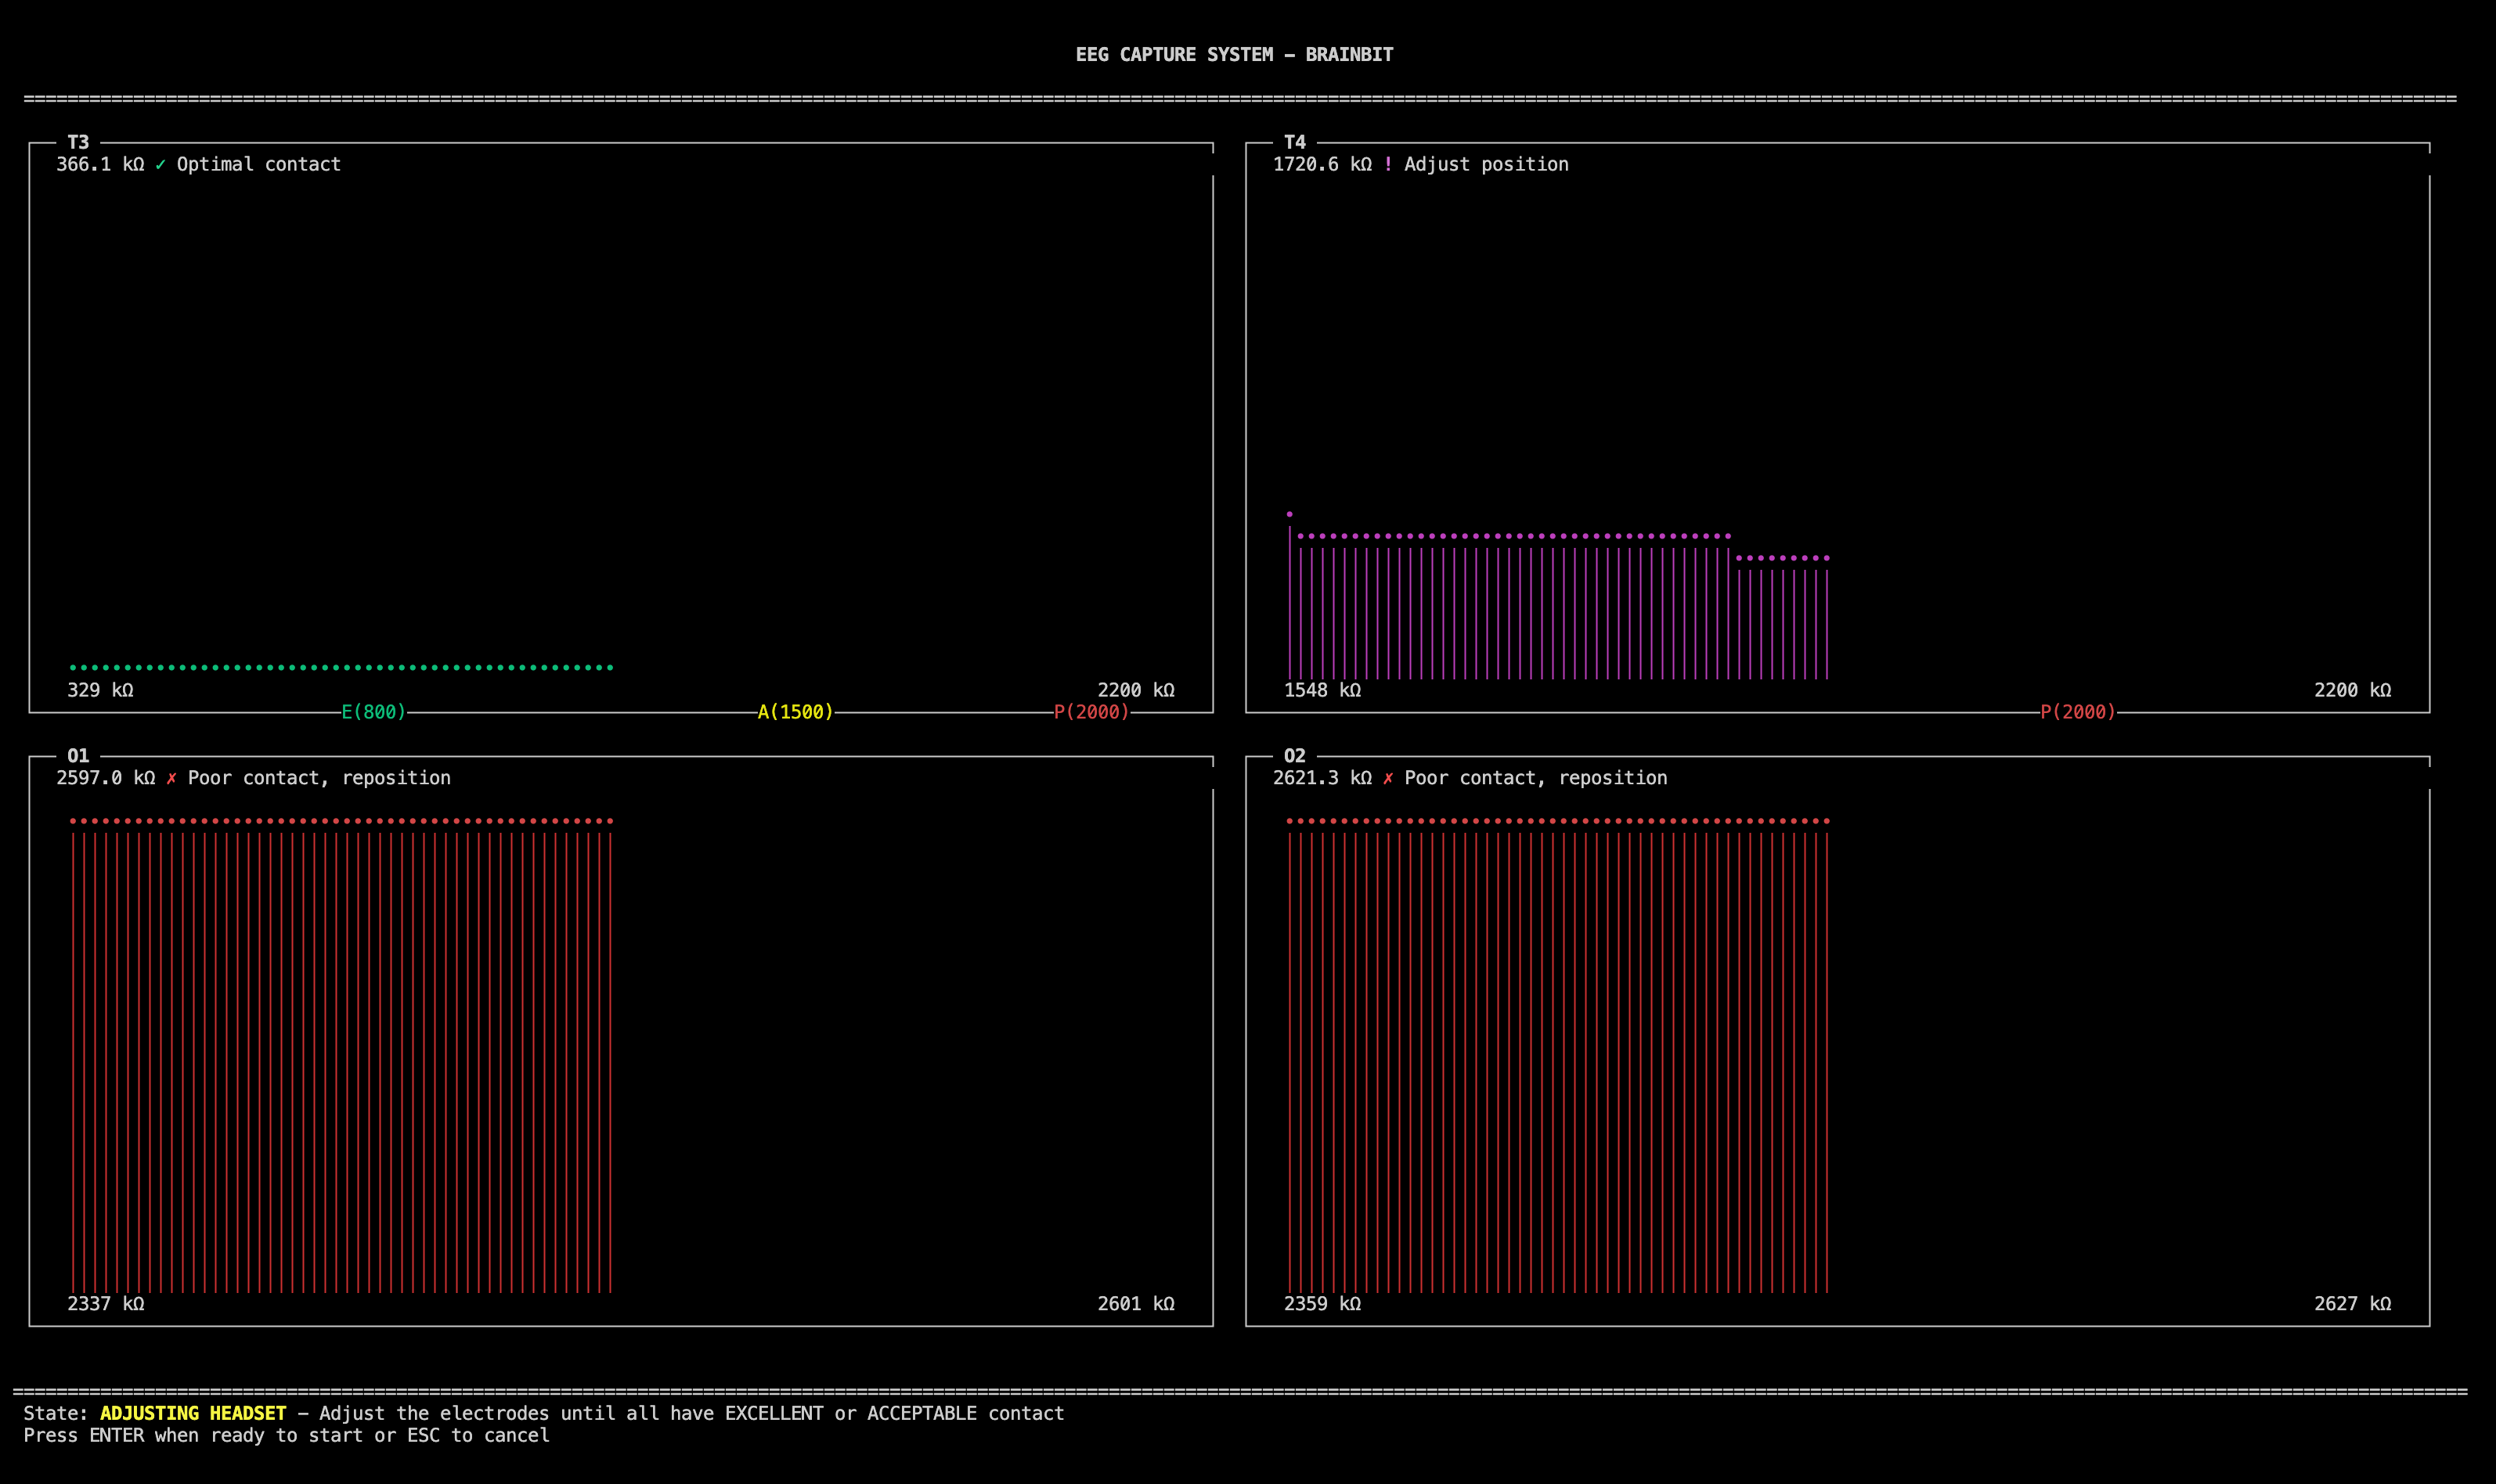 EEG CAPTURE SYSTEM – BRAINBIT
T3
366.1 kΩ ✓ Optimal contact
329 kΩ 2200 kΩ
E(800) A(1500) P(2000)
T4
1720.6 kΩ ! Adjust position
1548 kΩ 2200 kΩ
P(2000)
O1
2597.0 kΩ ✗ Poor contact, reposition
2337 kΩ 2601 kΩ
O2
2621.3 kΩ ✗ Poor contact, reposition
2359 kΩ 2627 kΩ
State: ADJUSTING HEADSET – Adjust the electrodes until all have EXCELLENT or ACCEPTABLE contact
Press ENTER when ready to start or ESC to cancel